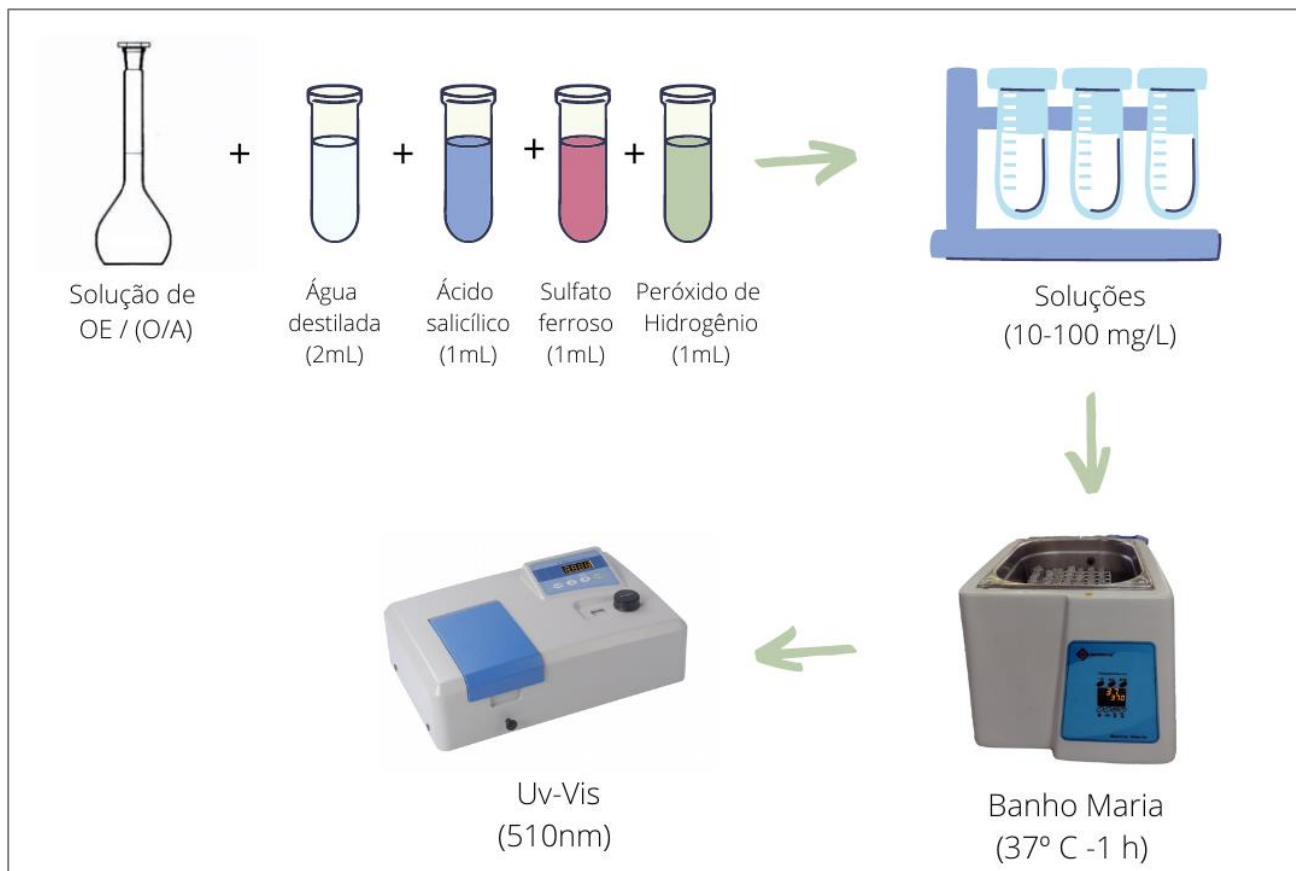 Solução de
OE / (O/A)
+
Água
destilada
(2mL)
+
Ácido
salicílico
(1mL)
+
Sulfato
ferroso
(1mL)
+
Peróxido de
Hidrogênio
(1mL)
Soluções
(10-100 mg/L)
Banho Maria
(37º C -1 h)
Uv-Vis
(510nm)